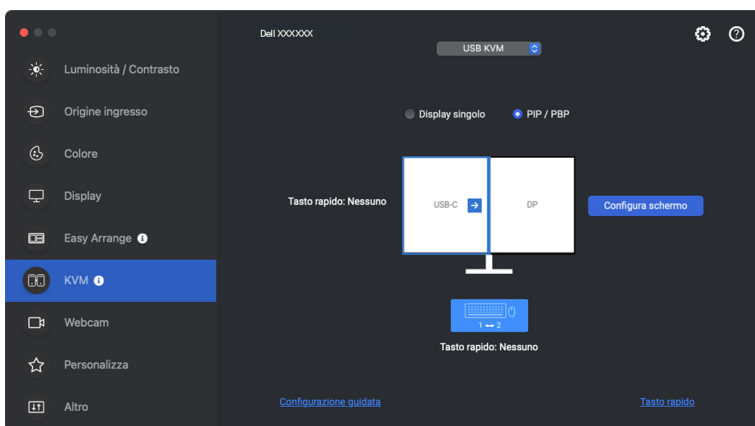 Dell XXXXXX
USB KVM
Luminosità / Contrasto
Origine ingresso
Display singolo
PIP / PBP
Colore
Display
Tasto rapido: Nessuno
USB-C
DP
Configura schermo
Easy Arrange
KVM
1 ↔ 2
Webcam
Tasto rapido: Nessuno
Personalizza
Configurazione guidata
Tasto rapido
Altro